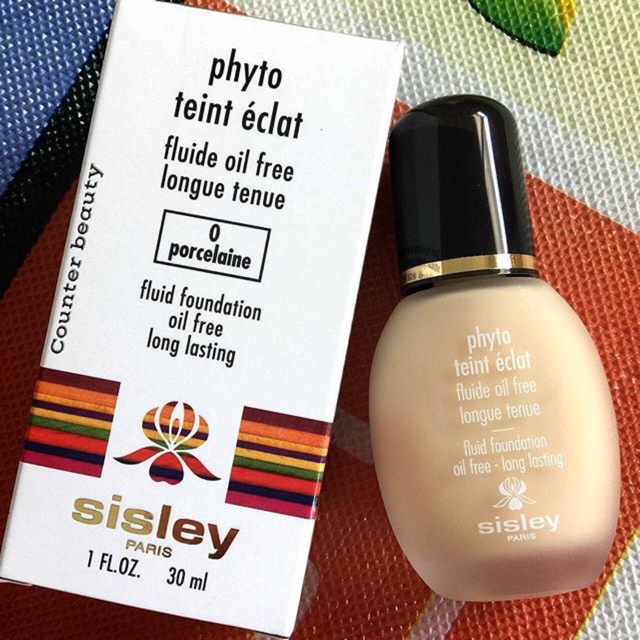 phyto
teint éclat
fluide oil free
longue tenue
0
porcelaine
fluid foundation
oil free
long lasting
Counter beauty
sisley
PARIS
1 FL.OZ. 30 ml
phyto
teint éclat
fluide oil free
longue tenue
fluid foundation
oil free - long lasting
sisley
PARIS